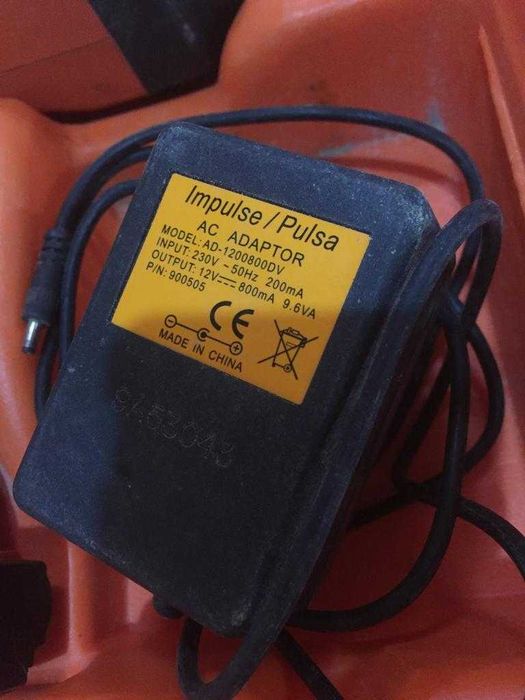 Impulse / Pulsa
AC ADAPTOR
MODEL: AD-1200800DV
INPUT: 230V ~ 50Hz 200mA
OUTPUT: 12V⎓800mA 9.6VA
P/N: 900505
CE
MADE IN CHINA